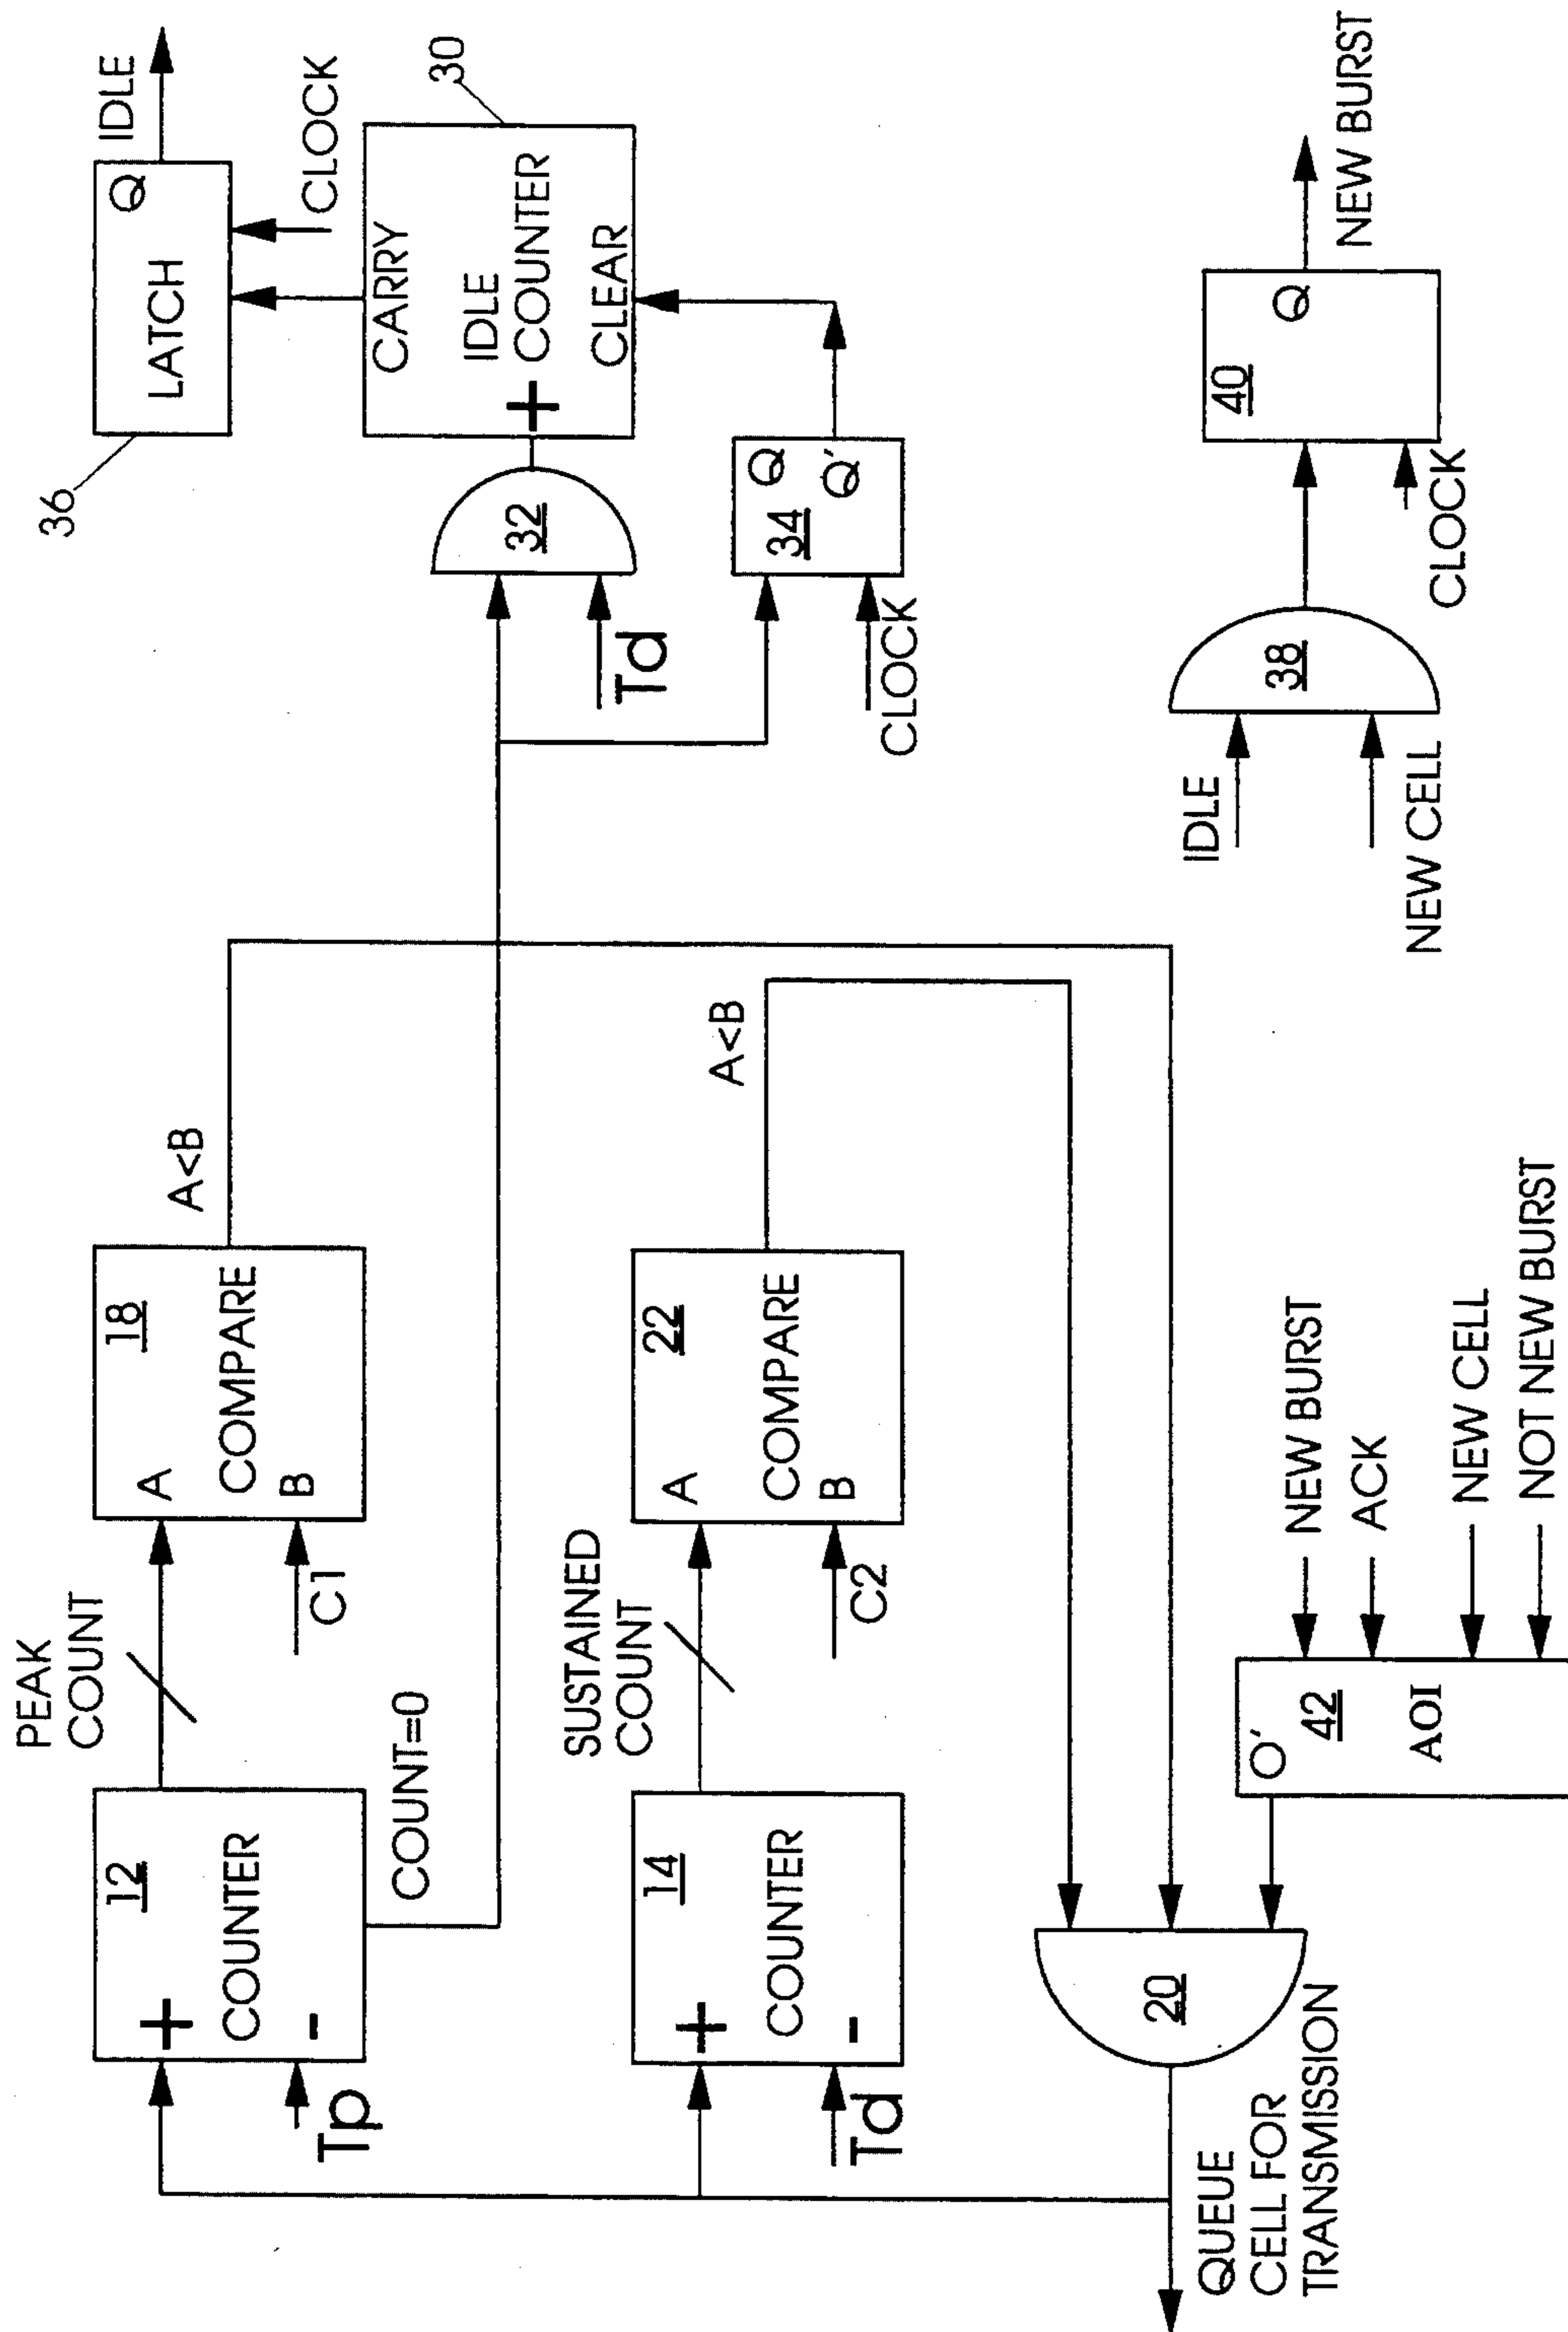 PEAK
COUNT
12
+
COUNTER
-
Tp
COUNT=0
18
A
COMPARE
B
C1
A<B
SUSTAINED
COUNT
14
+
COUNTER
-
Td
22
A
COMPARE
B
C2
A<B
20
QUEUE
CELL FOR
TRANSMISSION
O'
42
AOI
NEW BURST
ACK
NEW CELL
NOT NEW BURST
36
LATCH
Q
IDLE
CLOCK
30
CARRY
IDLE
COUNTER
+
CLEAR
32
Td
34
Q
Q'
CLOCK
IDLE
NEW CELL
38
40
Q
CLOCK
NEW BURST